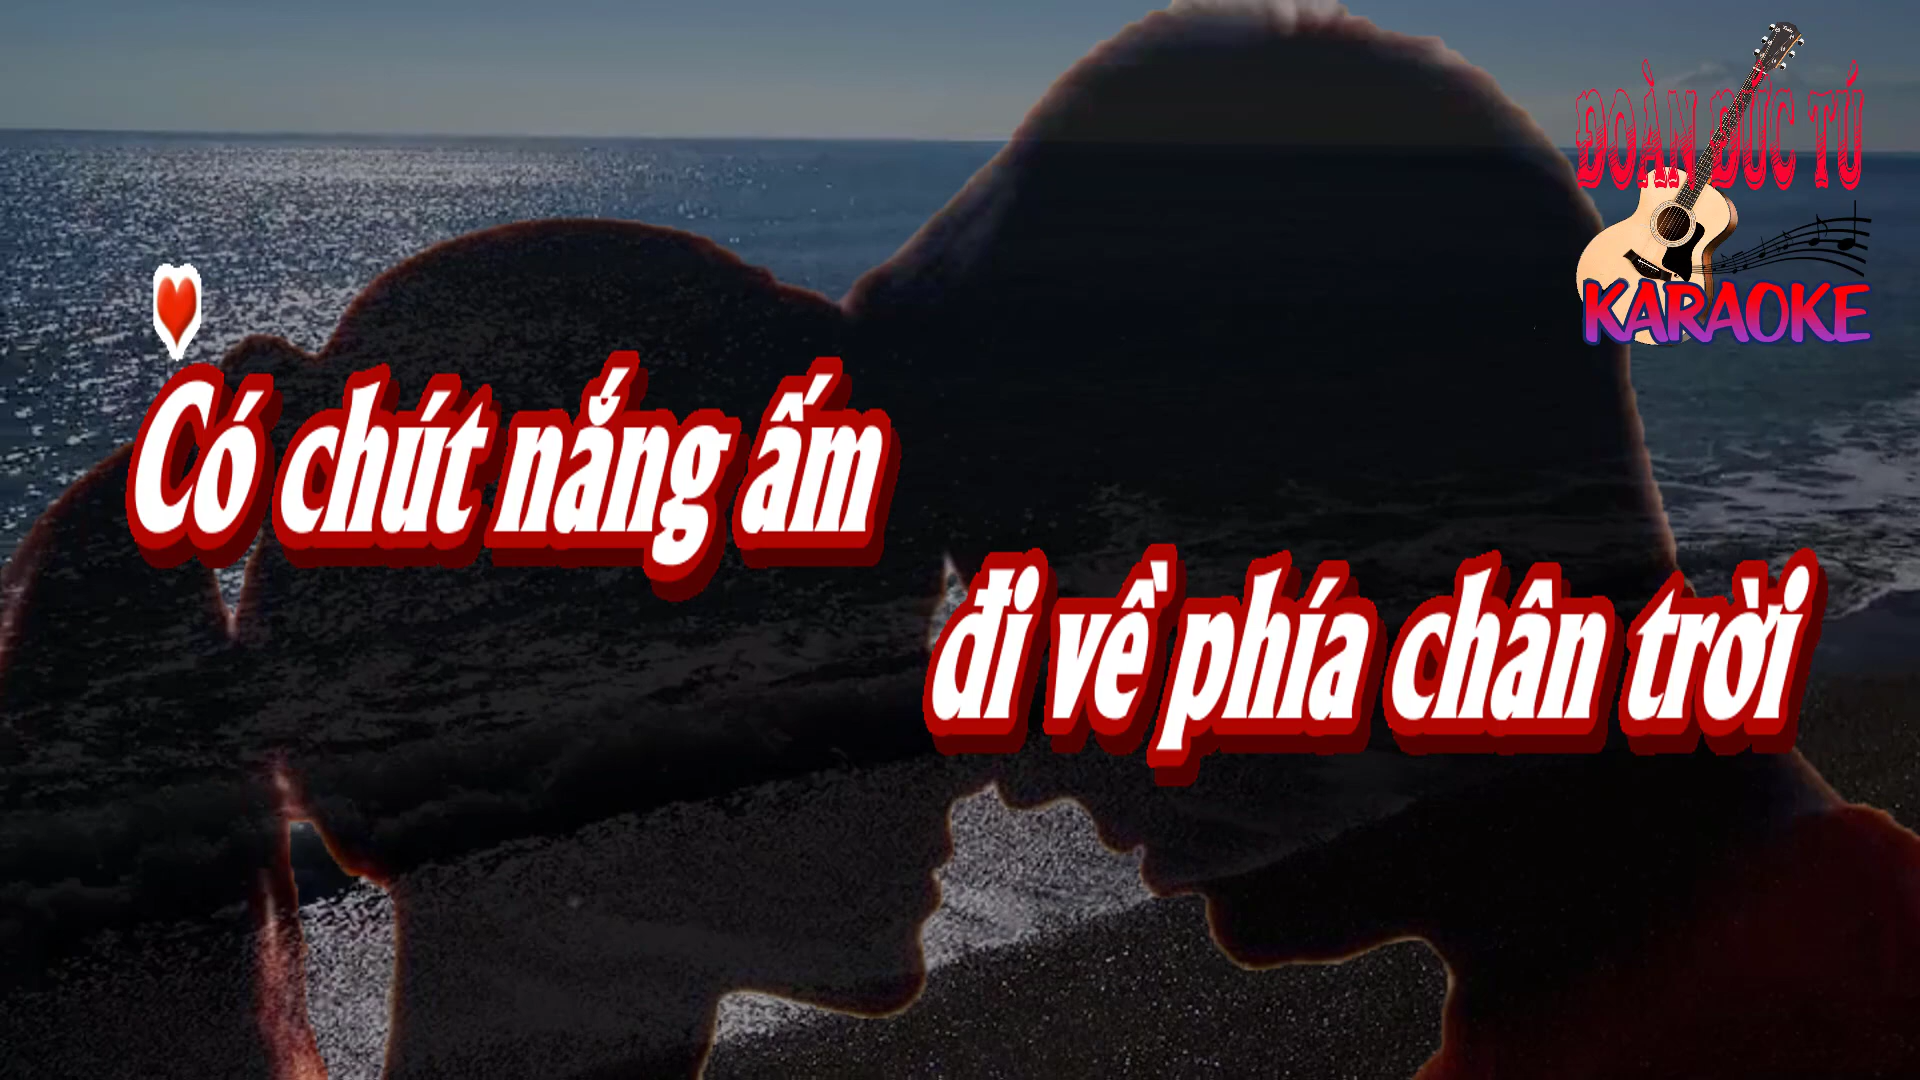 ĐOÀN ĐỨC TÚ
KARAOKE
Có chút nắng ấm
đi về phía chân trời